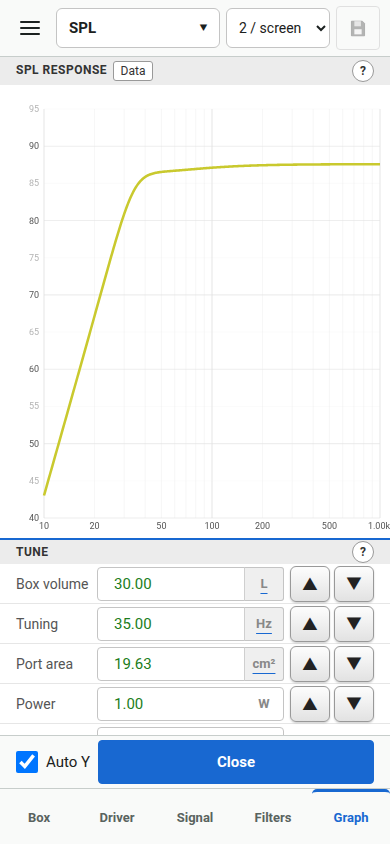 SPL ▼ 2 / screen
SPL RESPONSE Data ?
95
90
85
80
75
70
65
60
55
50
45
40
10 20 50 100 200 500 1.00k
TUNE ?
Box volume 30.00 L ▲ ▼
Tuning 35.00 Hz ▲ ▼
Port area 19.63 cm² ▲ ▼
Power 1.00 W ▲ ▼
Auto Y Close
Box Driver Signal Filters Graph